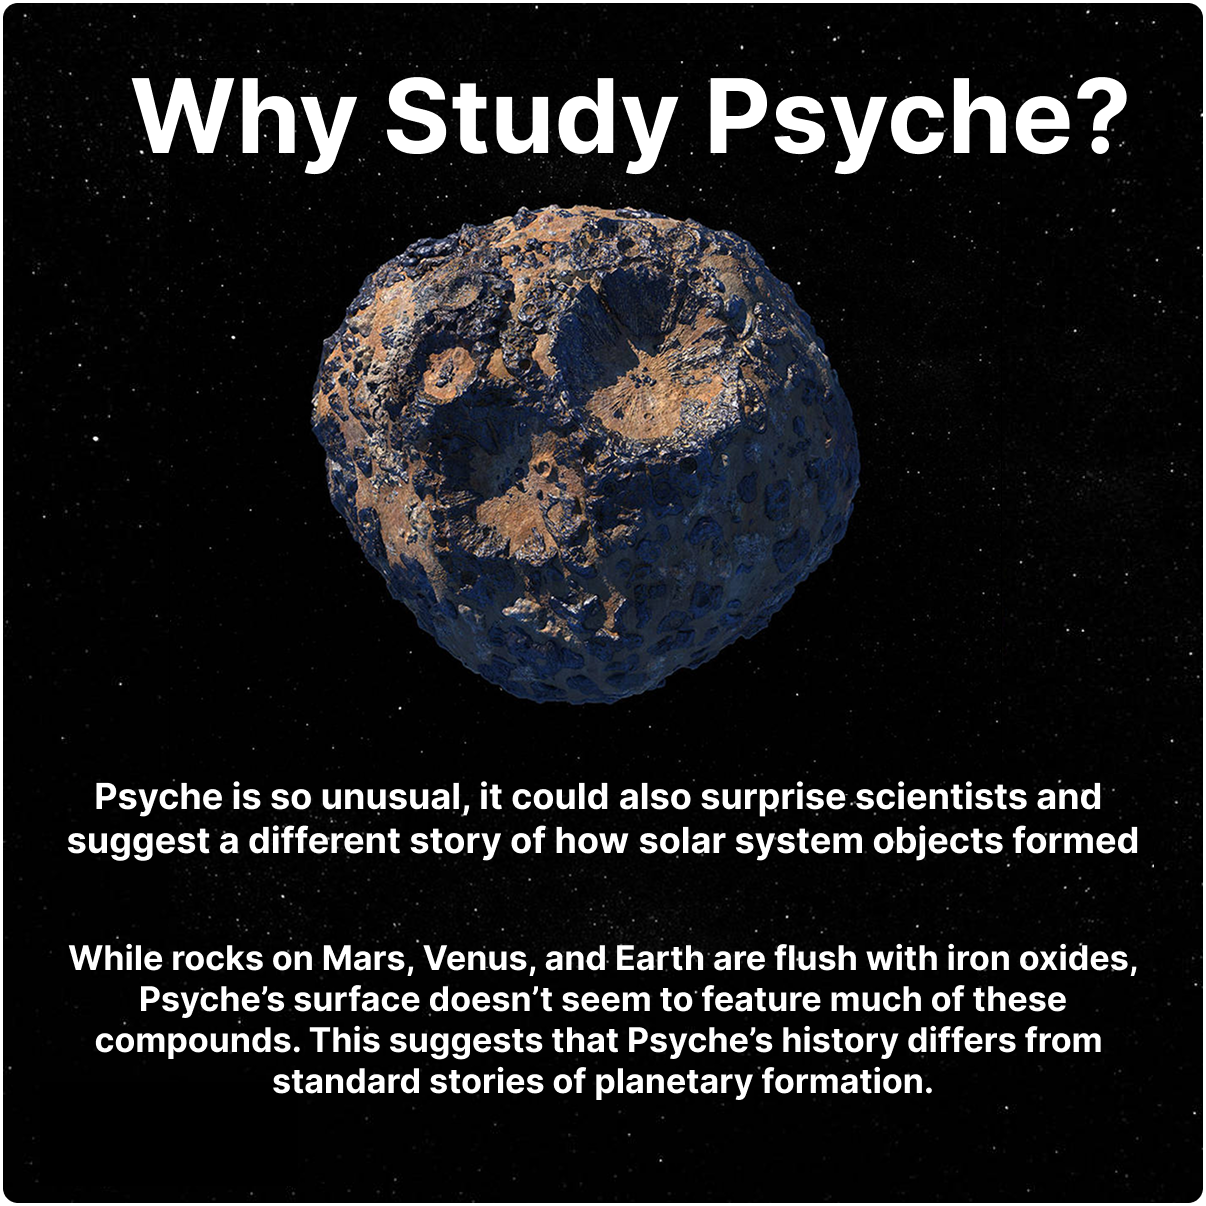 Why Study Psyche?
Psyche is so unusual, it could also surprise scientists and
suggest a different story of how solar system objects formed
While rocks on Mars, Venus, and Earth are flush with iron oxides,
Psyche’s surface doesn’t seem to feature much of these
compounds. This suggests that Psyche’s history differs from
standard stories of planetary formation.